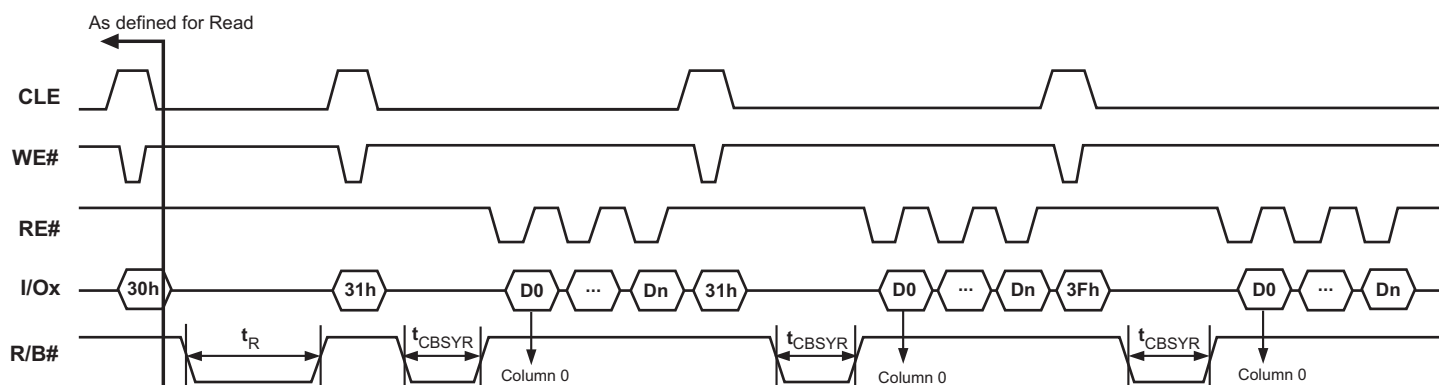 As defined for Read
CLE
WE#
RE#
I/Ox 30h 31h D0 ... Dn 31h D0 ... Dn 3Fh D0 ... Dn
R/B# tR tCBSYR tCBSYR tCBSYR
Column 0 Column 0 Column 0